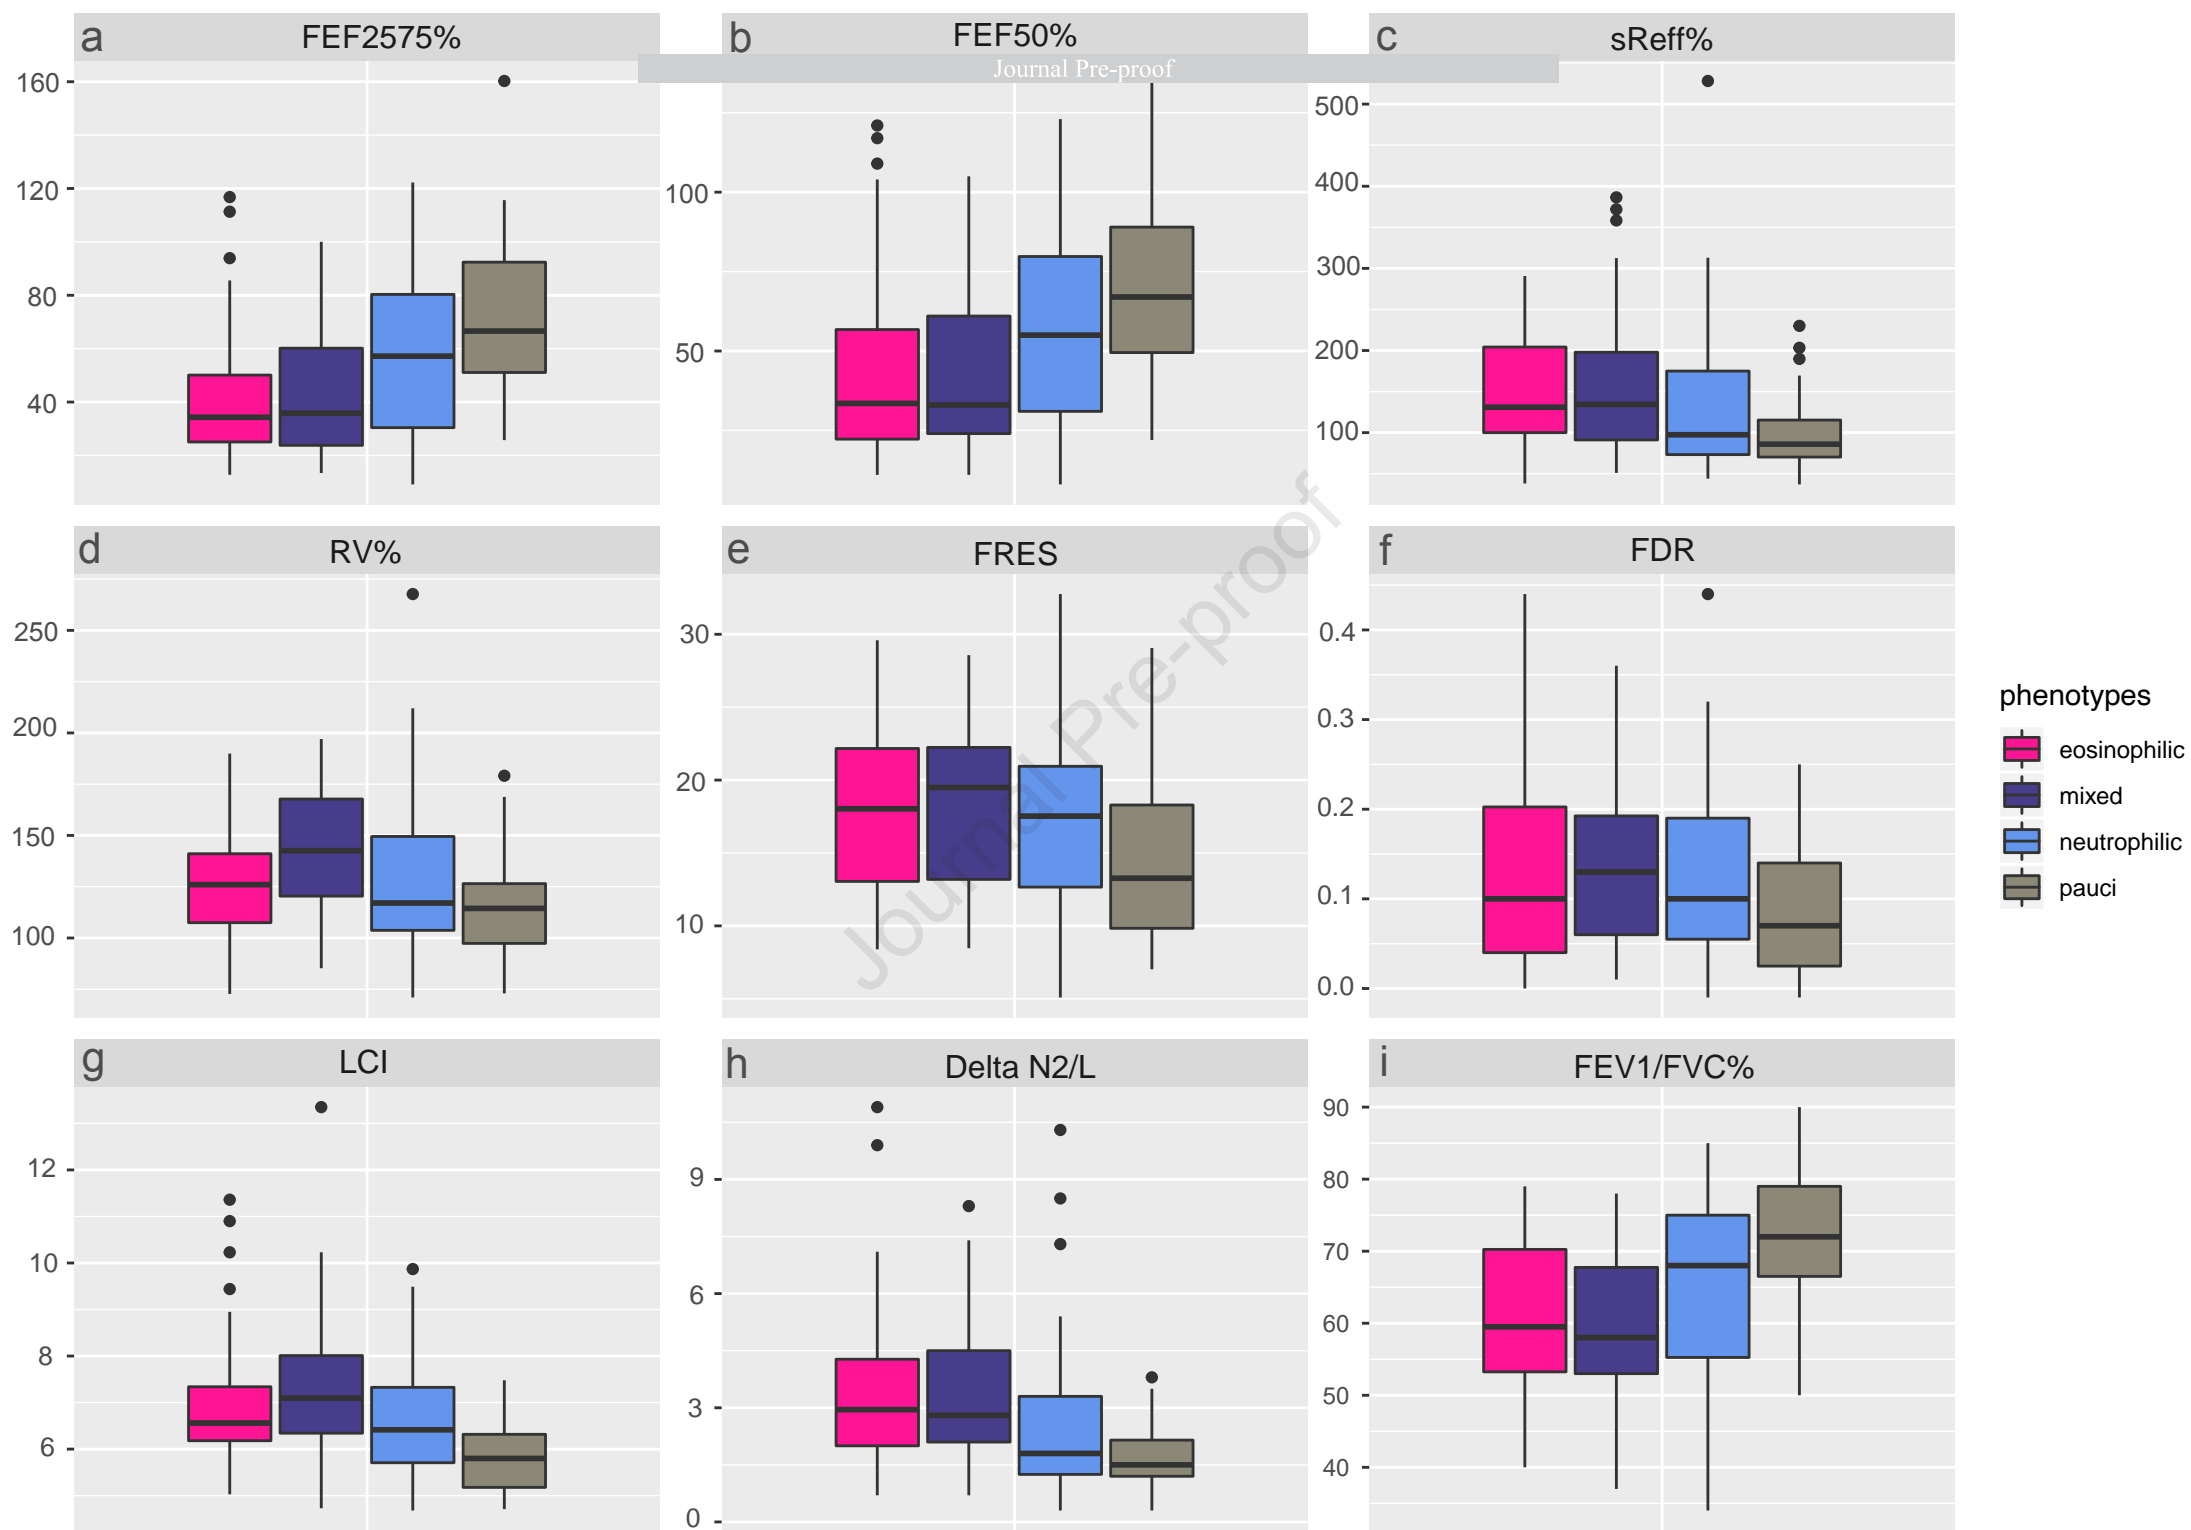 a FEF2575%
b FEF50%
c sReff%
Journal Pre-proof
160
120
80
40
100
50
500
400
300
200
100
d RV%
e FRES
f FDR
250
200
150
100
30
20
10
0.4
0.3
0.2
0.1
0.0
Journal Pre-proof
phenotypes
eosinophilic
mixed
neutrophilic
pauci
g LCI
h Delta N2/L
i FEV1/FVC%
12
10
8
6
9
6
3
0
90
80
70
60
50
40